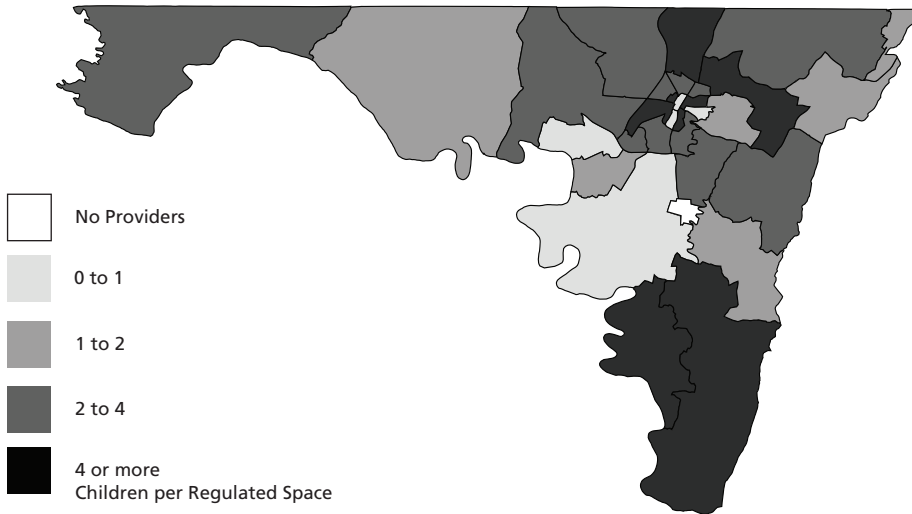 No Providers
0 to 1
1 to 2
2 to 4
4 or more
Children per Regulated Space